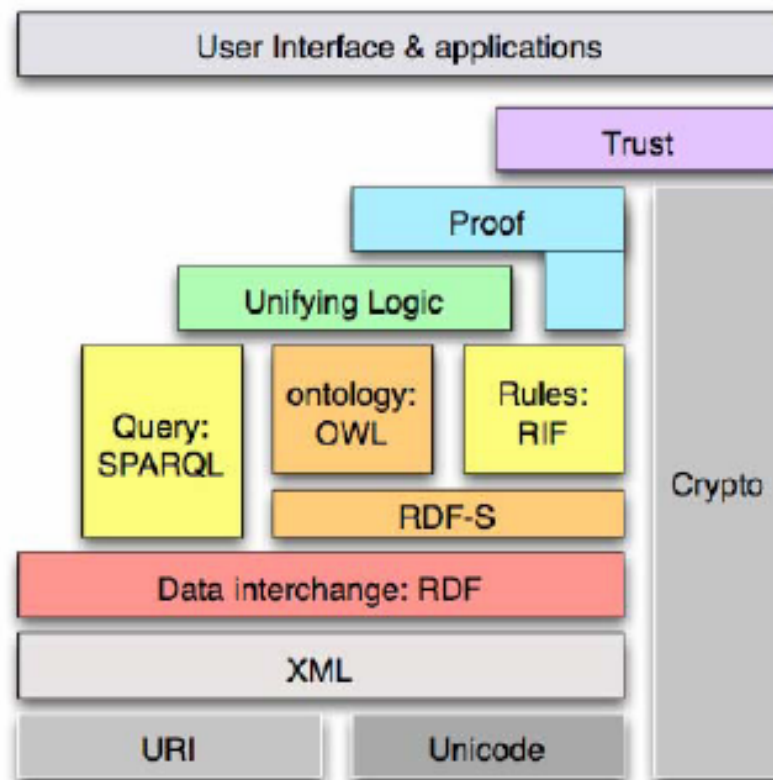 User Interface & applications
Trust
Proof
Unifying Logic
Query:
SPARQL
ontology:
OWL
Rules:
RIF
Crypto
RDF-S
Data interchange: RDF
XML
URI
Unicode